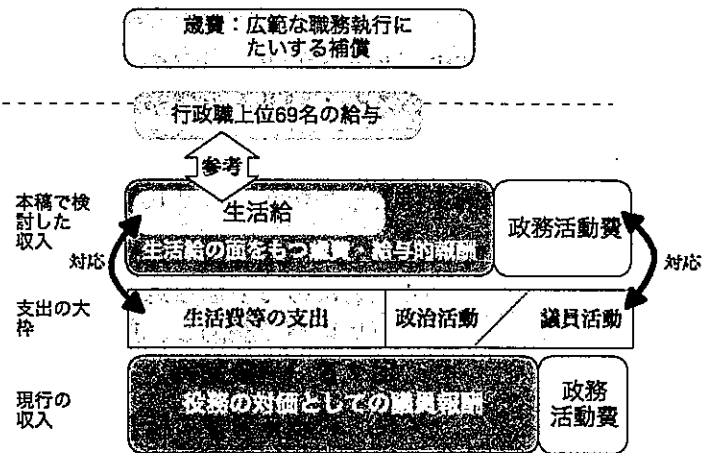 歳費：広範な職務執行に
たいする補償
行政職上位69名の給与
参考
本稿で検
討した
収入
生活給
政務活動費
生活給の面をもつ歳費・給与的報酬
対応
対応
支出の大
枠
生活費等の支出
政治活動
議員活動
現行の
収入
役務の対価としての議員報酬
政務
活動費